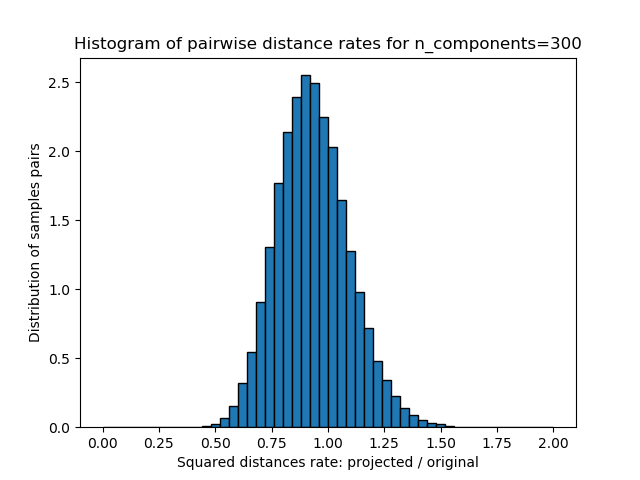 Histogram of pairwise distance rates for n_components=300
Distribution of samples pairs
2.5
2.0
1.5
1.0
0.5
0.0
0.00 0.25 0.50 0.75 1.00 1.25 1.50 1.75 2.00
Squared distances rate: projected / original